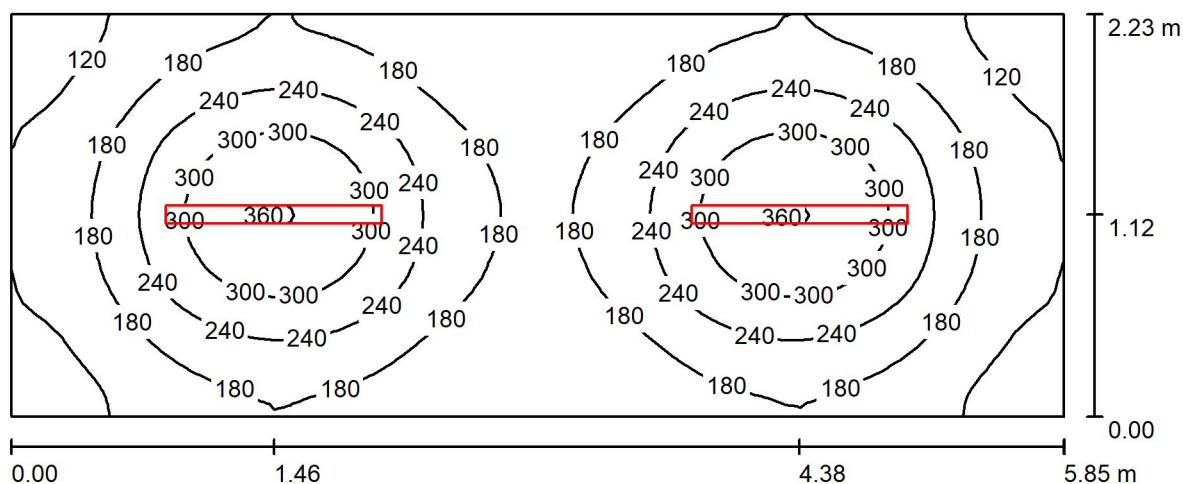 2.23 m
120 180 180 180 180 120
240 240 240 240
240 240
300 300 300 300
180 180 180 180
300 300 240 240 300 300
300 360 300 300 360 300
180 240 180 180 240 180
240 300 300 240 240 300 300 300
180 240 240 180 180 240 240 180
180 180 180 180
1.12
0.00
0.00 1.46 4.38 5.85 m